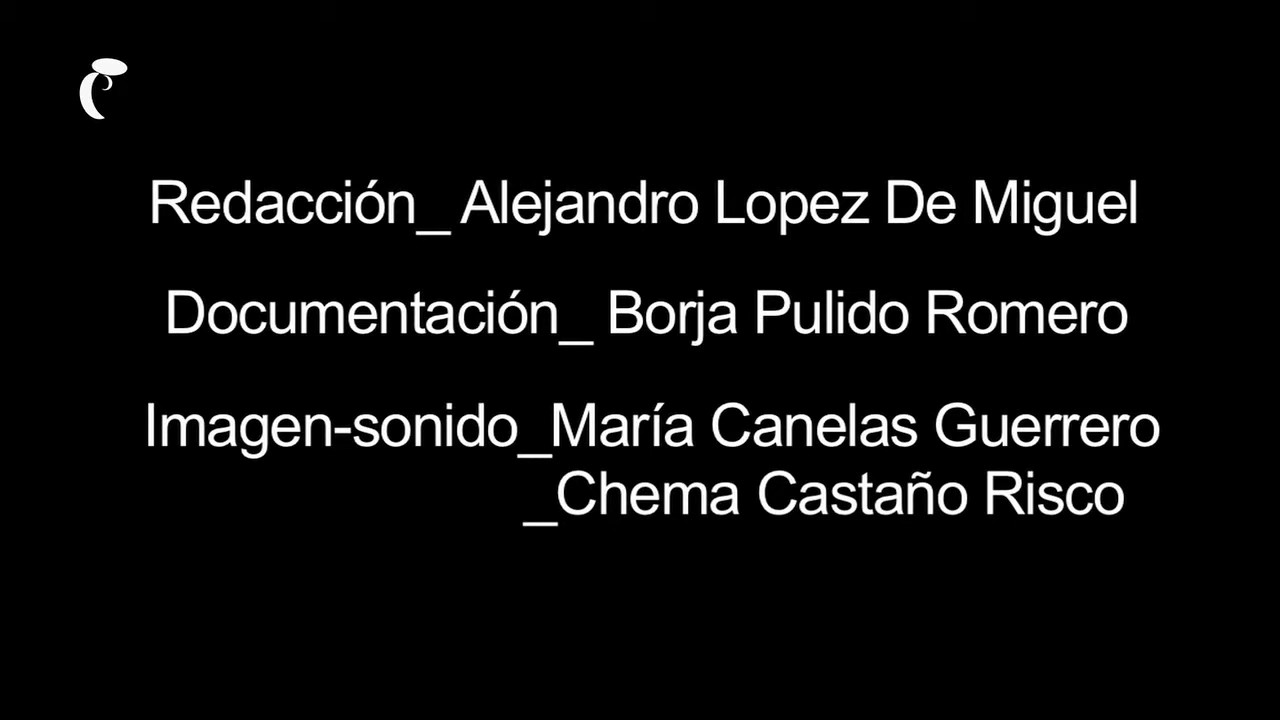 Redacción_ Alejandro Lopez De Miguel
Documentación_ Borja Pulido Romero
Imagen-sonido_María Canelas Guerrero
_Chema Castaño Risco